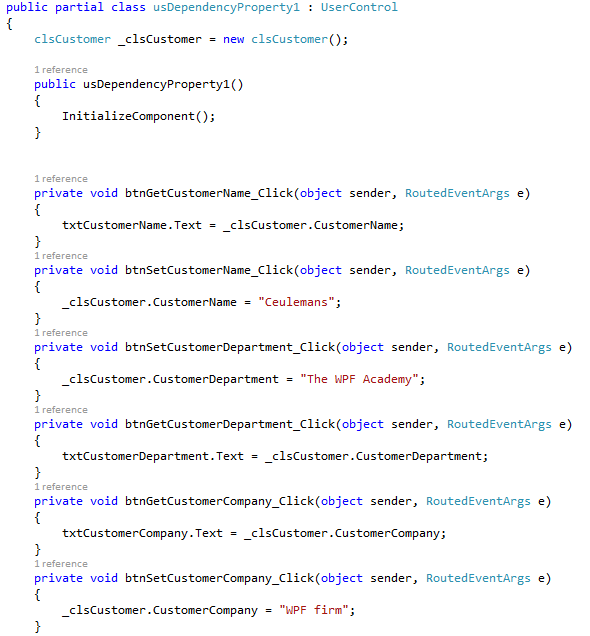 public partial class usDependencyProperty1 : UserControl
{
clsCustomer _clsCustomer = new clsCustomer();
1 reference
public usDependencyProperty1()
{
InitializeComponent();
}
1 reference
private void btnGetCustomerName_Click(object sender, RoutedEventArgs e)
{
txtCustomerName.Text = _clsCustomer.CustomerName;
}
1 reference
private void btnSetCustomerName_Click(object sender, RoutedEventArgs e)
{
_clsCustomer.CustomerName = "Ceulemans";
}
1 reference
private void btnSetCustomerDepartment_Click(object sender, RoutedEventArgs e)
{
_clsCustomer.CustomerDepartment = "The WPF Academy";
}
1 reference
private void btnGetCustomerDepartment_Click(object sender, RoutedEventArgs e)
{
txtCustomerDepartment.Text = _clsCustomer.CustomerDepartment;
}
1 reference
private void btnGetCustomerCompany_Click(object sender, RoutedEventArgs e)
{
txtCustomerCompany.Text = _clsCustomer.CustomerCompany;
}
1 reference
private void btnSetCustomerCompany_Click(object sender, RoutedEventArgs e)
{
_clsCustomer.CustomerCompany = "WPF firm";
}